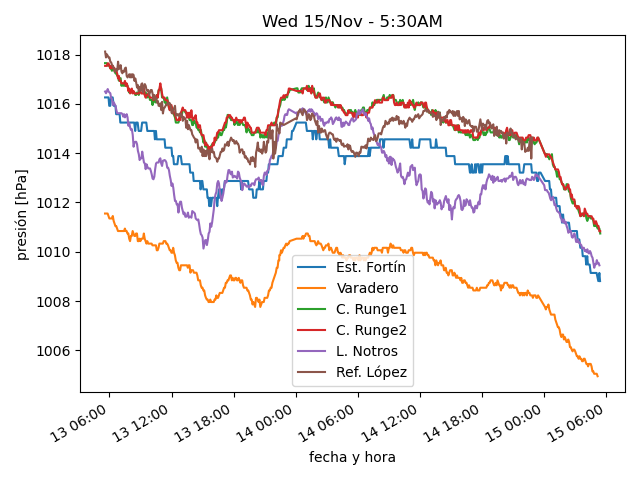 Wed 15/Nov - 5:30AM
presión [hPa]
1018
1016
1014
1012
1010
1008
1006
Est. Fortín
Varadero
C. Runge1
C. Runge2
L. Notros
Ref. López
13 06:00
13 12:00
13 18:00
14 00:00
14 06:00
14 12:00
14 18:00
15 00:00
15 06:00
fecha y hora